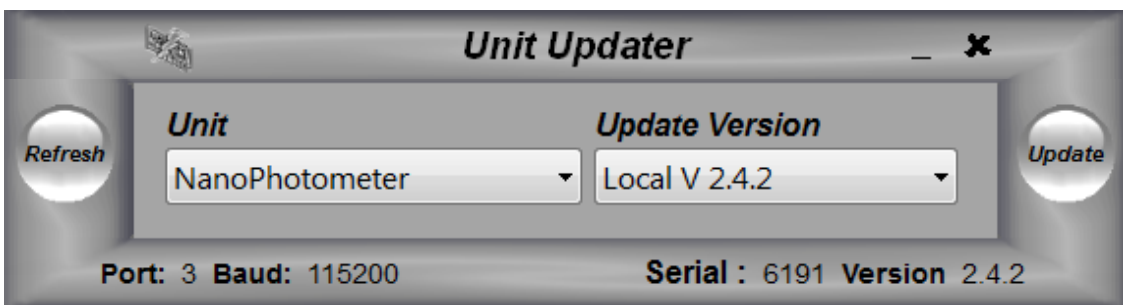 Unit Updater
Unit Update Version
Refresh NanoPhotometer Local V 2.4.2 Update
Port: 3 Baud: 115200 Serial : 6191 Version 2.4.2